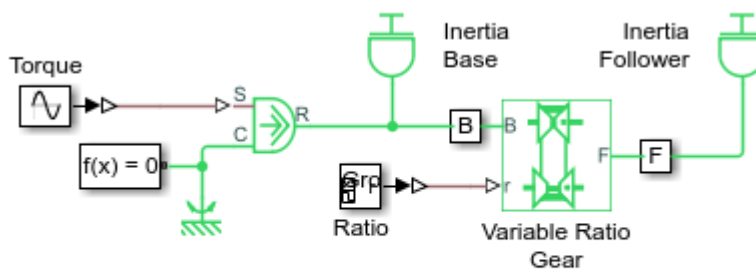 Inertia
Base
Inertia
Follower
Torque
S
C
R
f(x) = 0
B
B
F
F
r
Ratio
Variable Ratio
Gear